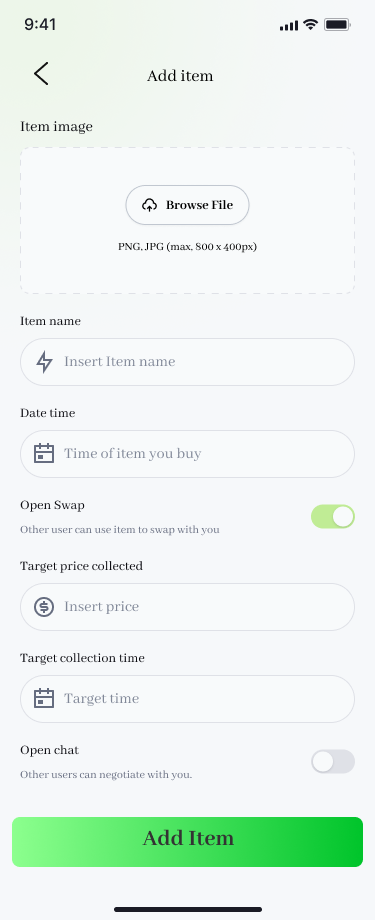 9:41
Add item
Item image
Browse File
PNG, JPG (max, 800 x 400px)
Item name
Insert Item name
Date time
Time of item you buy
Open Swap
Other user can use item to swap with you
Target price collected
Insert price
Target collection time
Target time
Open chat
Other users can negotiate with you.
Add Item